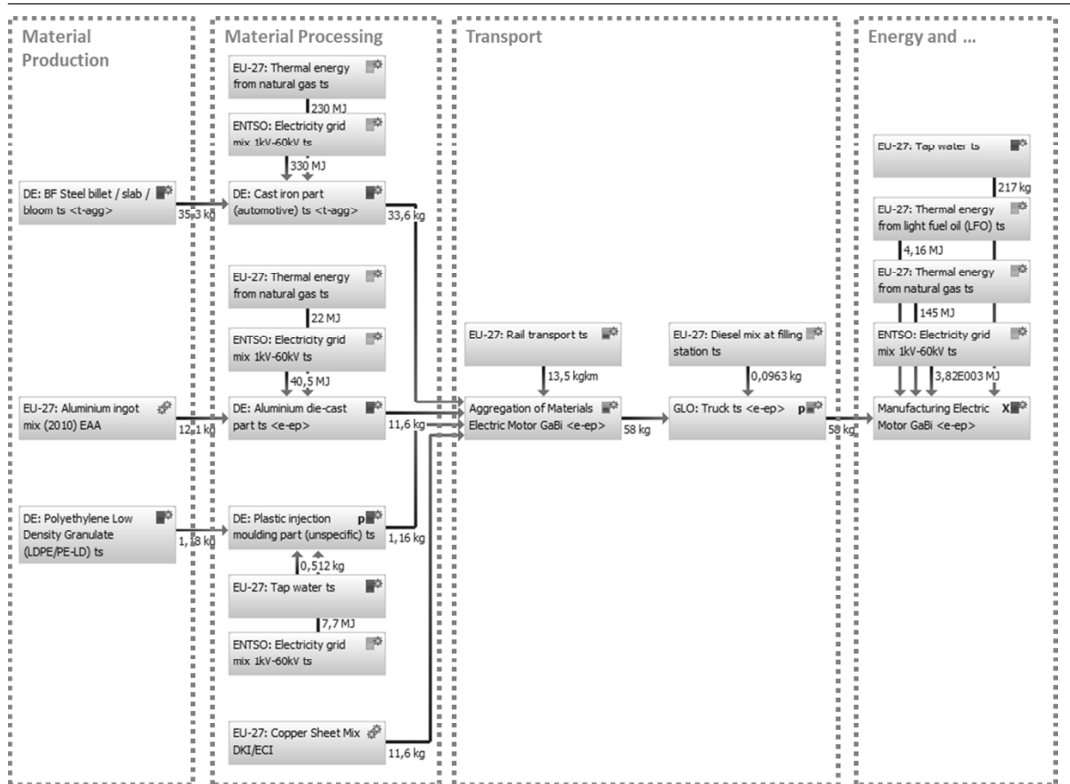 Material
Production
Material Processing
Transport
Energy and ...
EU-27: Thermal energy
from natural gas ts
230 MJ
ENTSO: Electricity grid
mix 1kV-60kV ts
330 MJ
DE: BF Steel billet / slab /
bloom ts <t-agg>
35,3 kg
DE: Cast iron part
(automotive) ts <t-agg>
33,6 kg
EU-27: Thermal energy
from natural gas ts
22 MJ
ENTSO: Electricity grid
mix 1kV-60kV ts
40,5 MJ
EU-27: Aluminium ingot
mix (2010) EAA
12,1 kg
DE: Aluminium die-cast
part ts <e-ep>
11,6 kg
DE: Polyethylene Low
Density Granulate
(LDPE/PE-LD) ts
1,18 kg
DE: Plastic injection p
moulding part (unspecific) ts
1,16 kg
0,512 kg
EU-27: Tap water ts
7,7 MJ
ENTSO: Electricity grid
mix 1kV-60kV ts
EU-27: Copper Sheet Mix
DKI/ECI
11,6 kg
EU-27: Rail transport ts
13,5 kgkm
Aggregation of Materials
Electric Motor GaBi <e-ep>
58 kg
EU-27: Diesel mix at filling
station ts
0,0963 kg
GLO: Truck ts <e-ep> p
58 kg
EU-27: Tap water ts
217 kg
EU-27: Thermal energy
from light fuel oil (LFO) ts
4,16 MJ
EU-27: Thermal energy
from natural gas ts
145 MJ
ENTSO: Electricity grid
mix 1kV-60kV ts
3,82E003 MJ
Manufacturing Electric X
Motor GaBi <e-ep>